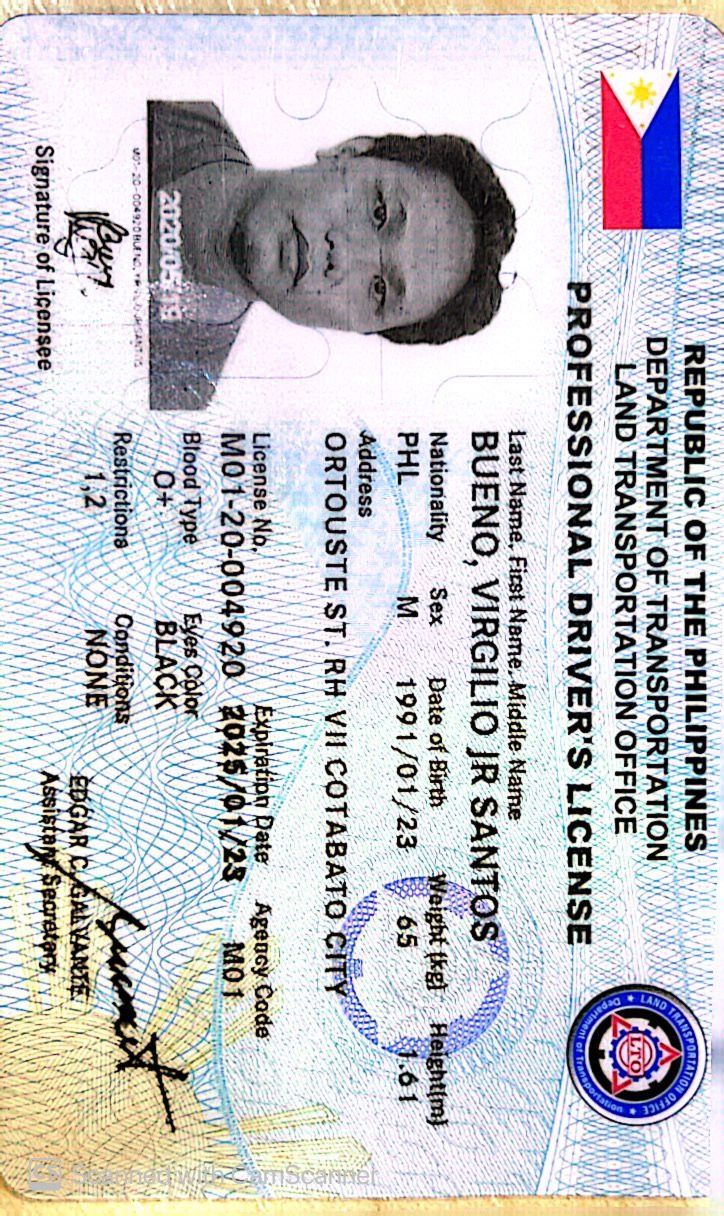 REPUBLIC OF THE PHILIPPINES
DEPARTMENT OF TRANSPORTATION
LAND TRANSPORTATION OFFICE
PROFESSIONAL DRIVER'S LICENSE
LAND TRANSPORTATION OFFICE
LTO
Department of Transportation
Last Name, First Name, Middle Name
BUENO, VIRGILIO JR SANTOS
Nationality Sex Date of Birth Weight (kg) Height(m)
PHL M 1991/01/23 65 1.61
Address
ORTOUSTE ST. RH VII COTABATO CITY
License No. Expiration Date Agency Code
M01-20-004920 2025/01/23 M01
Blood Type Eyes Color
O+ BLACK
Restrictions Conditions
1,2 NONE
2020/05/19
M01-20-004920 BUENO, VIRGILIO JR SANTOS
Signature of Licensee
EDGAR C. GALVANTE
Assistant Secretary
Scanned with CamScanner